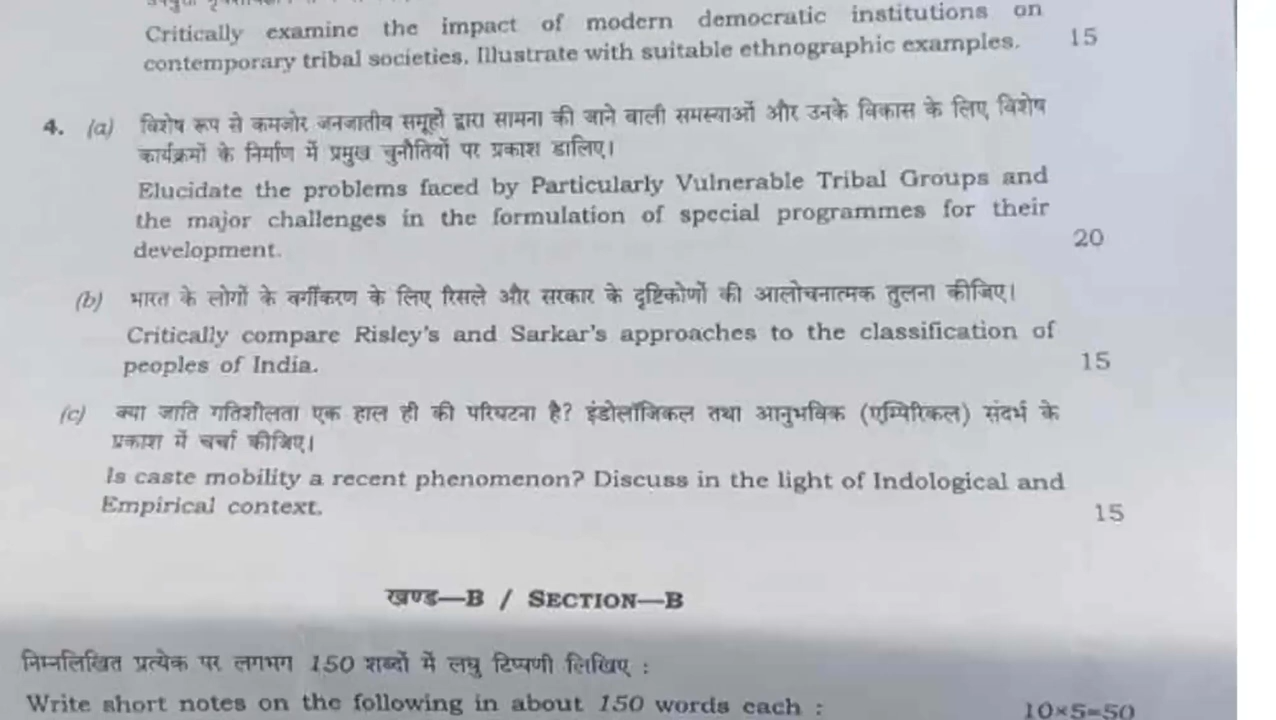 Critically examine the impact of modern democratic institutions on
contemporary tribal societies. Illustrate with suitable ethnographic examples. 15
4. (a) विशेष रूप से कमजोर जनजातीय समूहों द्वारा सामना की जाने वाली समस्याओं और उनके विकास के लिए विशेष
कार्यक्रमों के निर्माण में प्रमुख चुनौतियों पर प्रकाश डालिए।
Elucidate the problems faced by Particularly Vulnerable Tribal Groups and
the major challenges in the formulation of special programmes for their
development. 20
(b) भारत के लोगों के वर्गीकरण के लिए रिसले और सरकार के दृष्टिकोणों की आलोचनात्मक तुलना कीजिए।
Critically compare Risley's and Sarkar's approaches to the classification of
peoples of India. 15
(c) क्या जाति गतिशीलता एक हाल ही की परिघटना है? इंडोलॉजिकल तथा आनुभविक (एम्पिरिकल) संदर्भ के
प्रकाश में चर्चा कीजिए।
Is caste mobility a recent phenomenon? Discuss in the light of Indological and
Empirical context. 15
खण्ड—B / SECTION—B
निम्नलिखित प्रत्येक पर लगभग 150 शब्दों में लघु टिप्पणी लिखिए :
Write short notes on the following in about 150 words each : 10×5=50